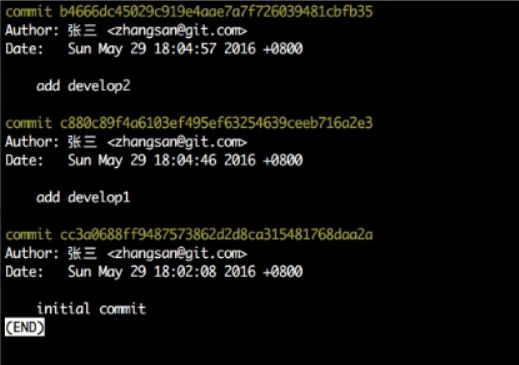 commit b4666dc45029c919e4aae7a7f726039481cbfb35
Author: 张三 <zhangsan@git.com>
Date:   Sun May 29 18:04:57 2016 +0800
add develop2
commit c880c89f4a6103ef495ef63254639ceeb716a2e3
Author: 张三 <zhangsan@git.com>
Date:   Sun May 29 18:04:46 2016 +0800
add develop1
commit cc3a0688ff9487573862d2d8ca315481768daa2a
Author: 张三 <zhangsan@git.com>
Date:   Sun May 29 18:02:08 2016 +0800
initial commit
(END)